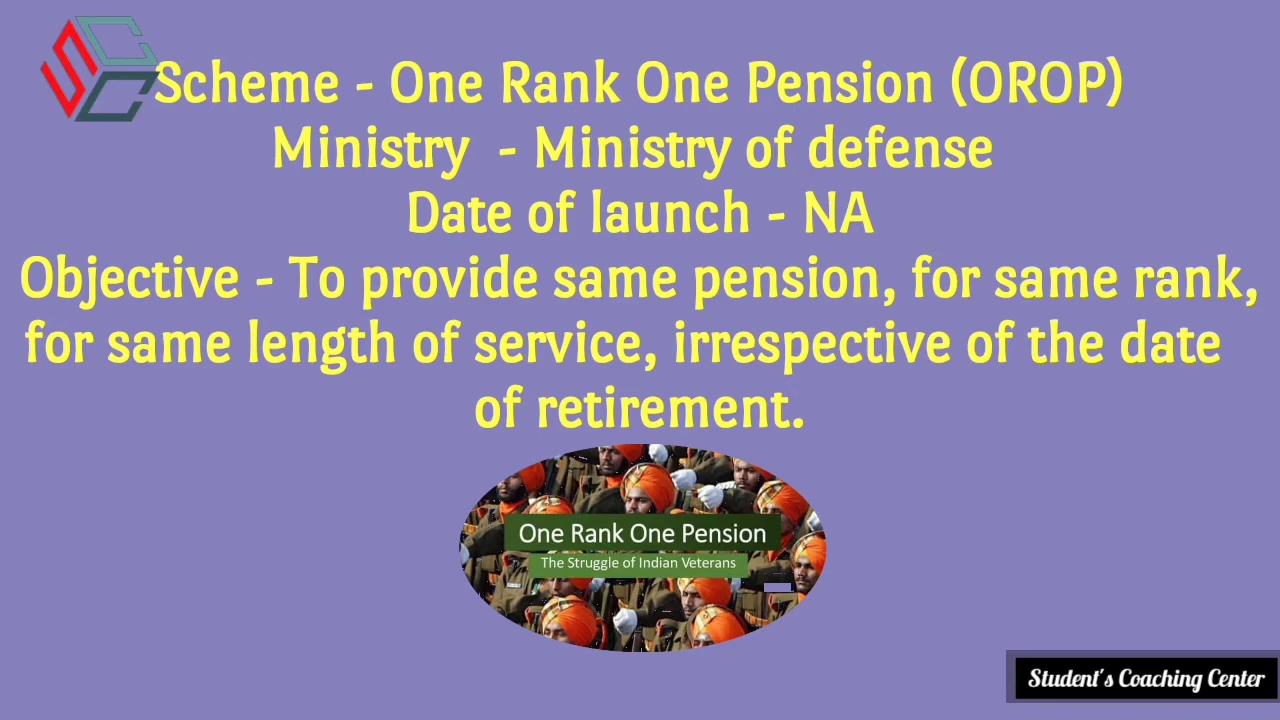 Scheme - One Rank One Pension (OROP)
Ministry - Ministry of defense
Date of launch - NA
Objective - To provide same pension, for same rank,
for same length of service, irrespective of the date
of retirement.
One Rank One Pension
The Struggle of Indian Veterans
Student's Coaching Center